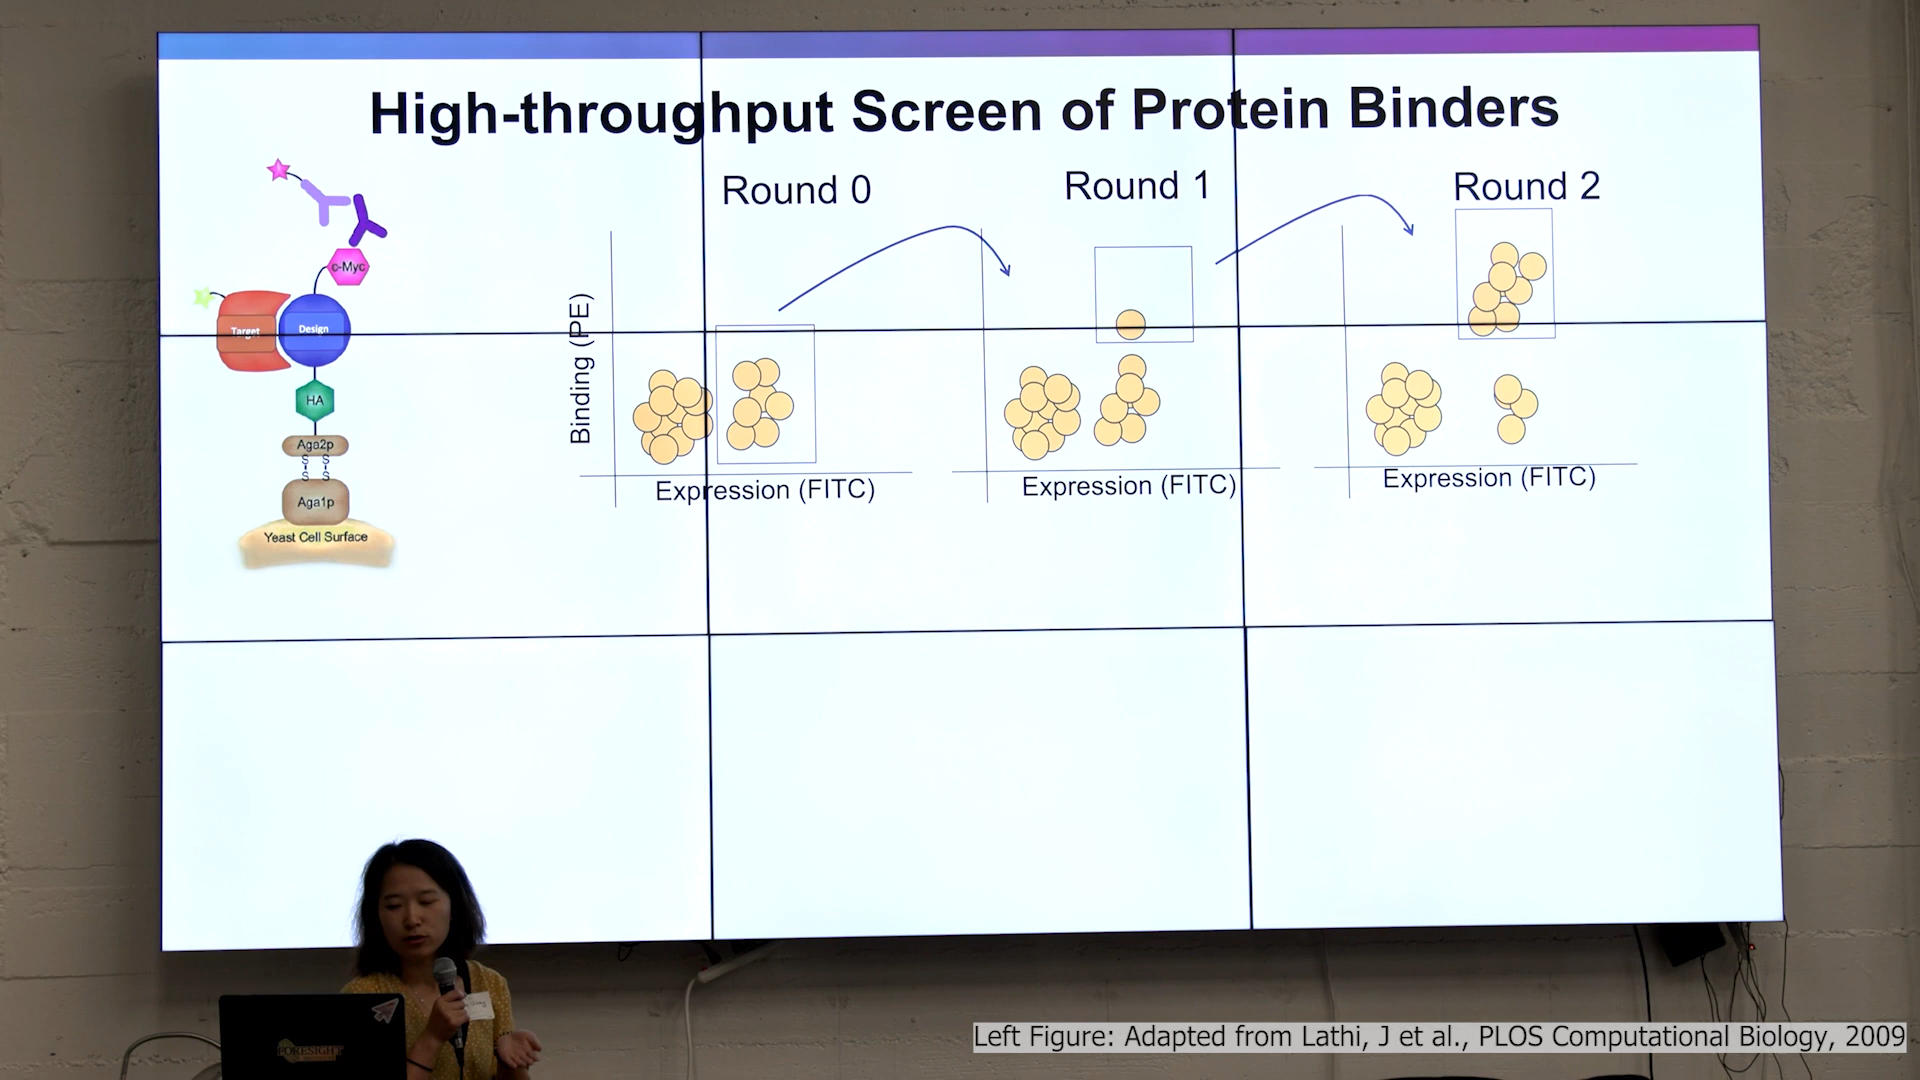 High-throughput Screen of Protein Binders
Round 0
Round 1
Round 2
c-Myc
Target
Design
HA
Aga2p
S S
S S
Aga1p
Yeast Cell Surface
Binding (PE)
Expression (FITC)
Expression (FITC)
Expression (FITC)
FORESIGHT
Left Figure: Adapted from Lathi, J et al., PLOS Computational Biology, 2009